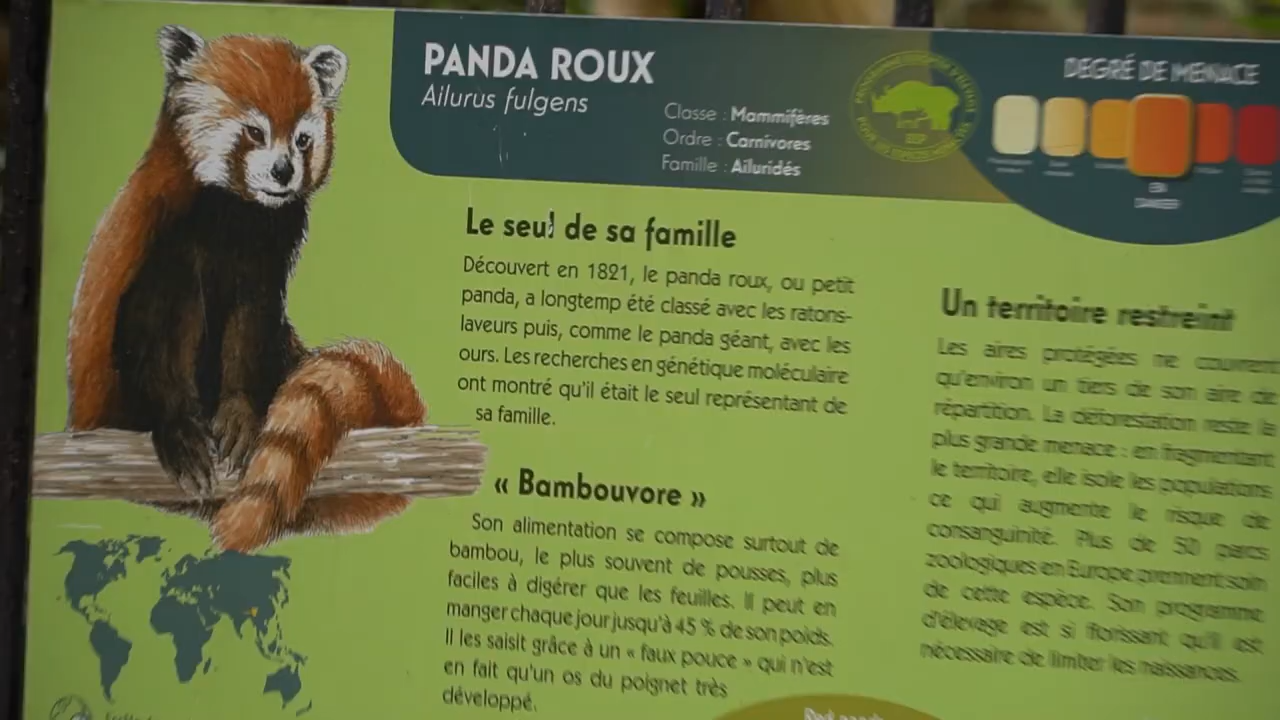 PANDA ROUX
Ailurus fulgens
Classe : Mammifères
Ordre : Carnivores
Famille : Ailuridés
DEGRÉ DE MENACE
EN
DANGER
Le seul de sa famille
Découvert en 1821, le panda roux, ou petit
panda, a longtemp été classé avec les ratons-
laveurs puis, comme le panda géant, avec les
ours. Les recherches en génétique moléculaire
ont montré qu'il était le seul représentant de
sa famille.
« Bambouvore »
Son alimentation se compose surtout de
bambou, le plus souvent de pousses, plus
faciles à digérer que les feuilles. Il peut en
manger chaque jour jusqu'à 45 % de son poids.
Il les saisit grâce à un « faux pouce » qui n'est
en fait qu'un os du poignet très
développé.
Un territoire restreint
Les aires protégées ne couvrent
qu'environ un tiers de son aire de
répartition. La déforestation reste la
plus grande menace : en fragmentant
le territoire, elle isole les populations
ce qui augmente le risque de
consanguinité. Plus de 50 parcs
zoologiques en Europe prennent soin
de cette espèce. Son programme
d'élevage est si florissant qu'il est
nécessaire de limiter les naissances.